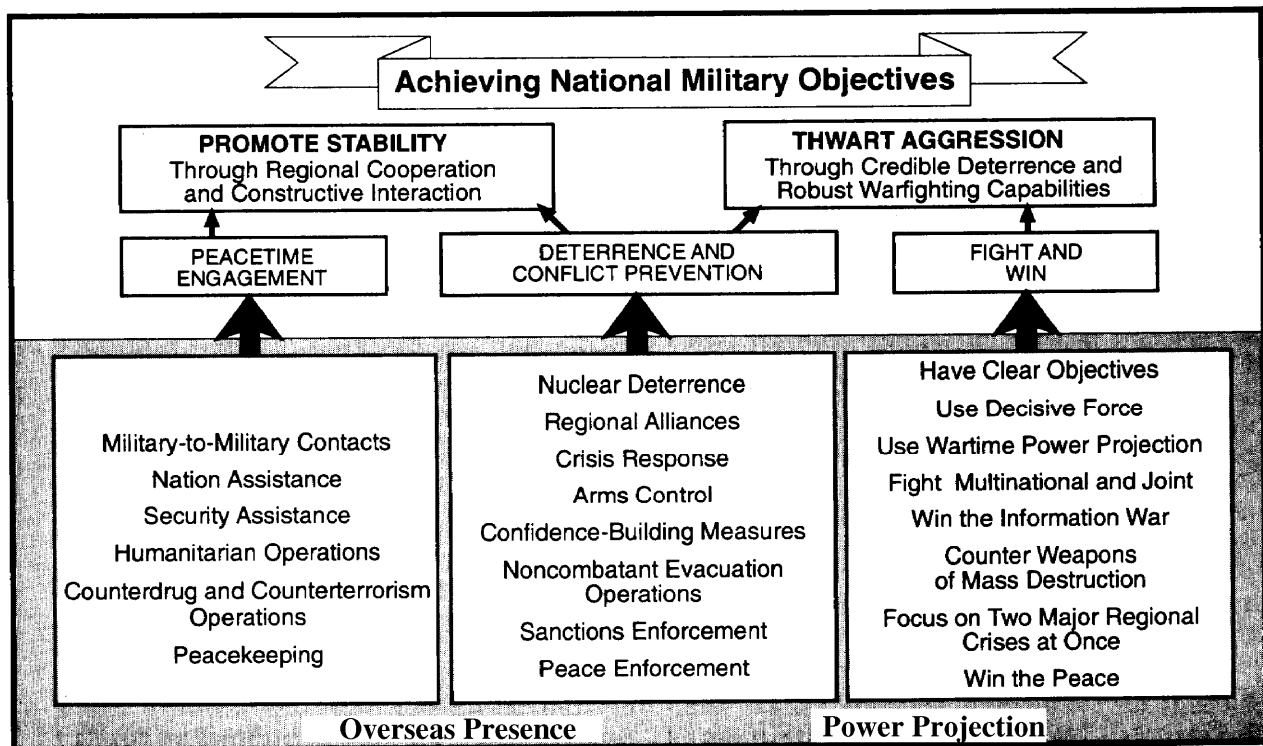 Achieving National Military Objectives
PROMOTE STABILITY
Through Regional Cooperation
and Constructive Interaction
THWART AGGRESSION
Through Credible Deterrence and
Robust Warfighting Capabilities
PEACETIME
ENGAGEMENT
DETERRENCE AND
CONFLICT PREVENTION
FIGHT AND
WIN
Military-to-Military Contacts
Nation Assistance
Security Assistance
Humanitarian Operations
Counterdrug and Counterterrorism
Operations
Peacekeeping
Nuclear Deterrence
Regional Alliances
Crisis Response
Arms Control
Confidence-Building Measures
Noncombatant Evacuation
Operations
Sanctions Enforcement
Peace Enforcement
Have Clear Objectives
Use Decisive Force
Use Wartime Power Projection
Fight Multinational and Joint
Win the Information War
Counter Weapons
of Mass Destruction
Focus on Two Major Regional
Crises at Once
Win the Peace
Overseas Presence
Power Projection